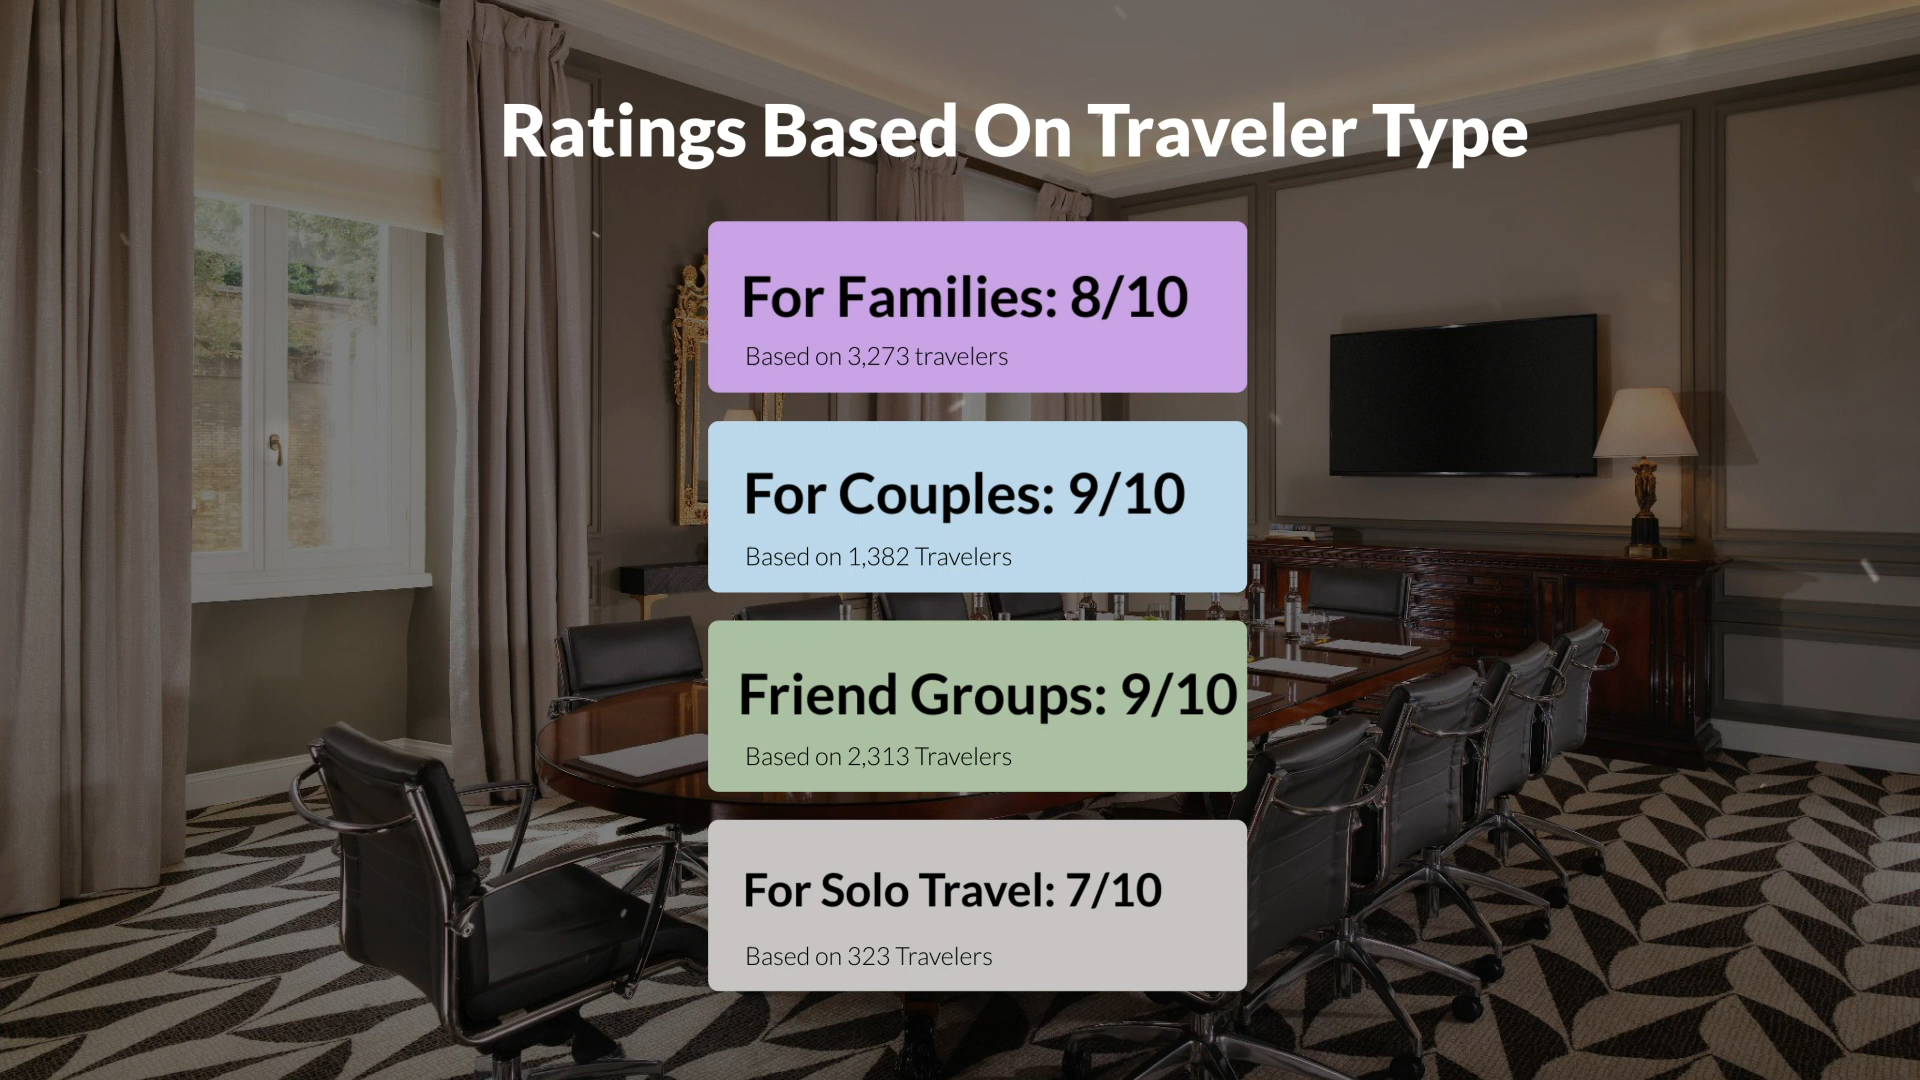 Ratings Based On Traveler Type
For Families: 8/10
Based on 3,273 travelers
For Couples: 9/10
Based on 1,382 Travelers
Friend Groups: 9/10
Based on 2,313 Travelers
For Solo Travel: 7/10
Based on 323 Travelers